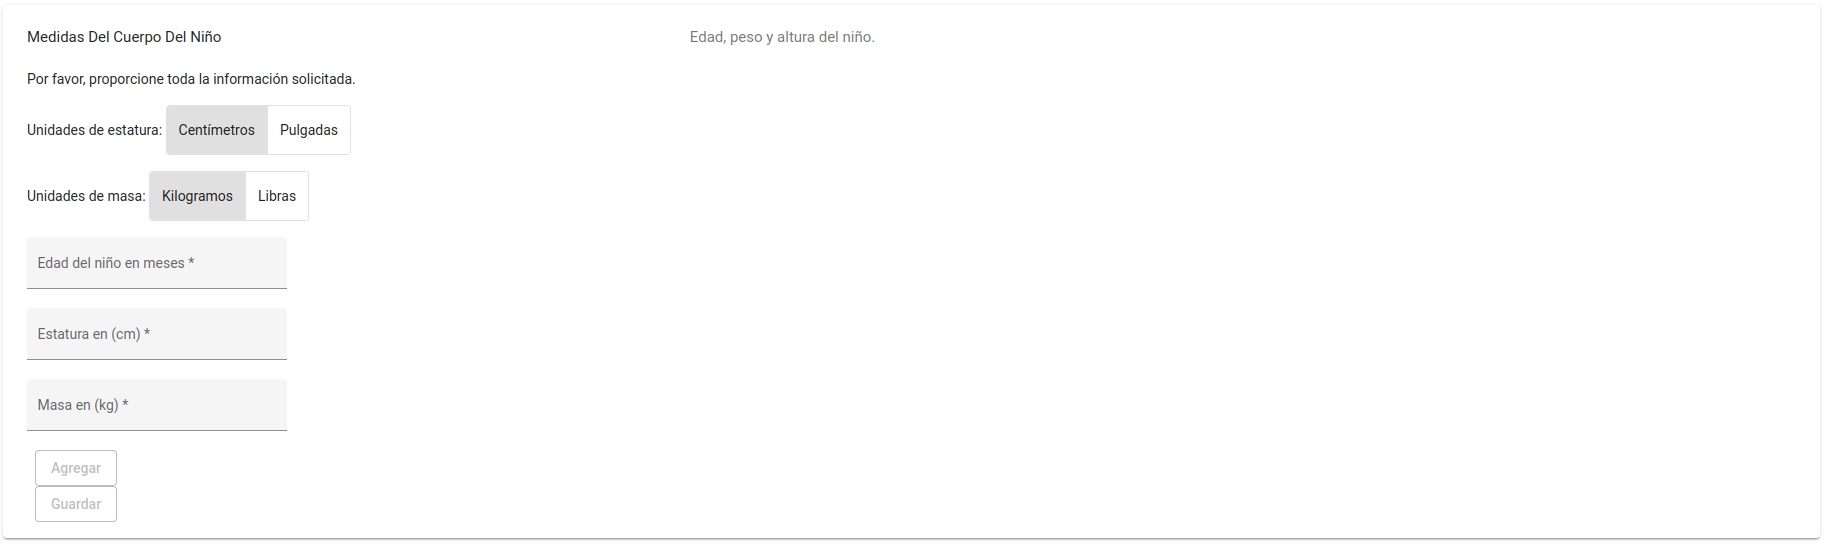 Medidas Del Cuerpo Del Niño Edad, peso y altura del niño.
Por favor, proporcione toda la información solicitada.
Unidades de estatura: Centímetros Pulgadas
Unidades de masa: Kilogramos Libras
Edad del niño en meses *
Estatura en (cm) *
Masa en (kg) *
Agregar
Guardar